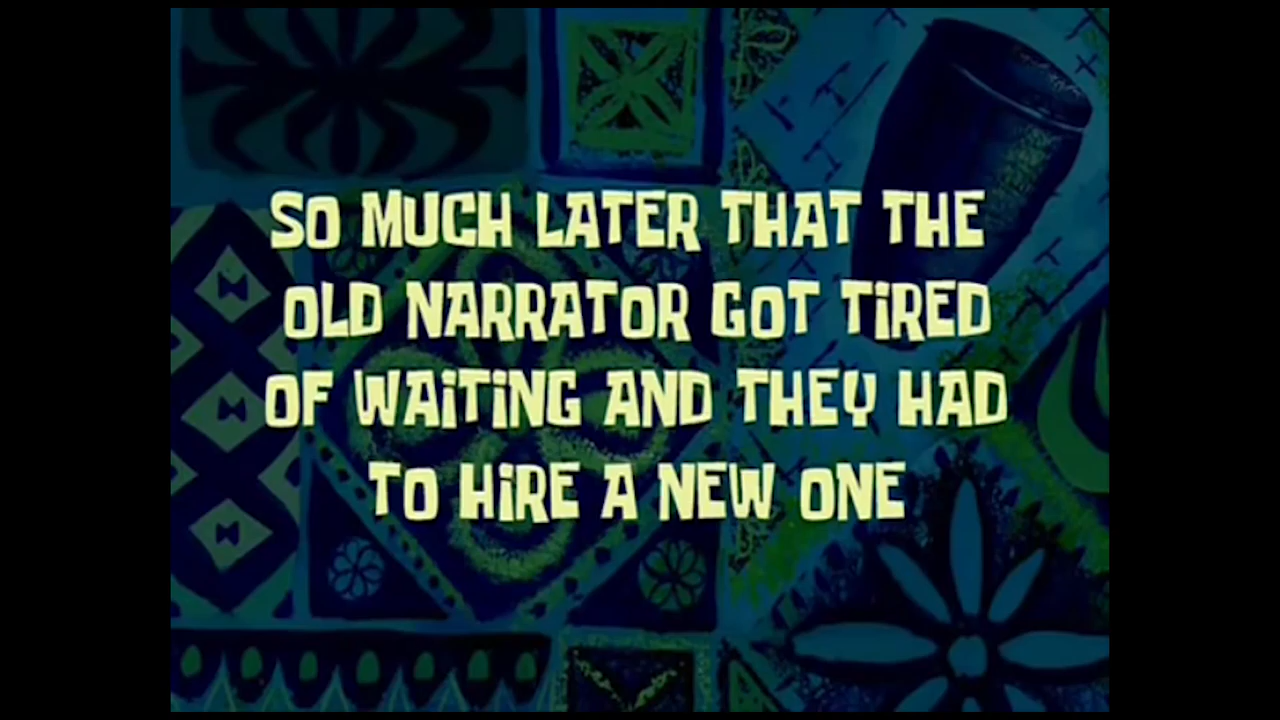 SO MUCH LATER THAT THE
OLD NARRATOR GOT TiRED
OF WAiTiNG AND THEY HAD
TO HiRE A NEW ONE